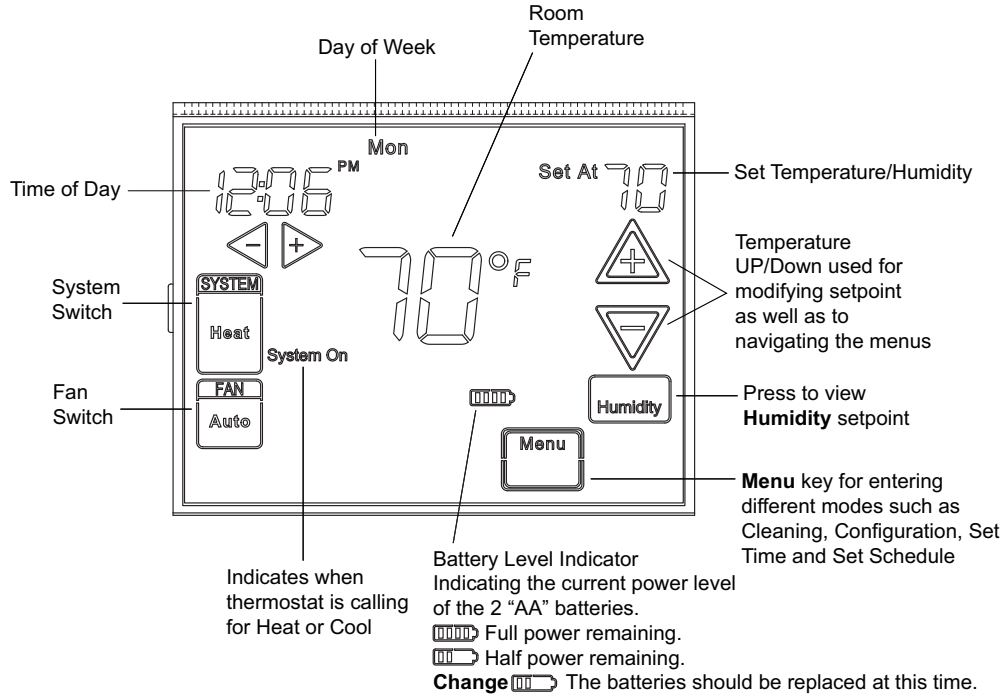 Room
Temperature
Day of Week
Mon
12:06 PM
Set At 70
Time of Day
Set Temperature/Humidity
70°F
Temperature
UP/Down used for
modifying setpoint
as well as to
navigating the menus
- +
+
-
System
Switch
SYSTEM
Heat
System On
Fan
Switch
FAN
Auto
Humidity
Press to view
Humidity setpoint
Menu
Menu key for entering
different modes such as
Cleaning, Configuration, Set
Time and Set Schedule
Indicates when
thermostat is calling
for Heat or Cool
Battery Level Indicator
Indicating the current power level
of the 2 “AA” batteries.
Full power remaining.
Half power remaining.
Change The batteries should be replaced at this time.